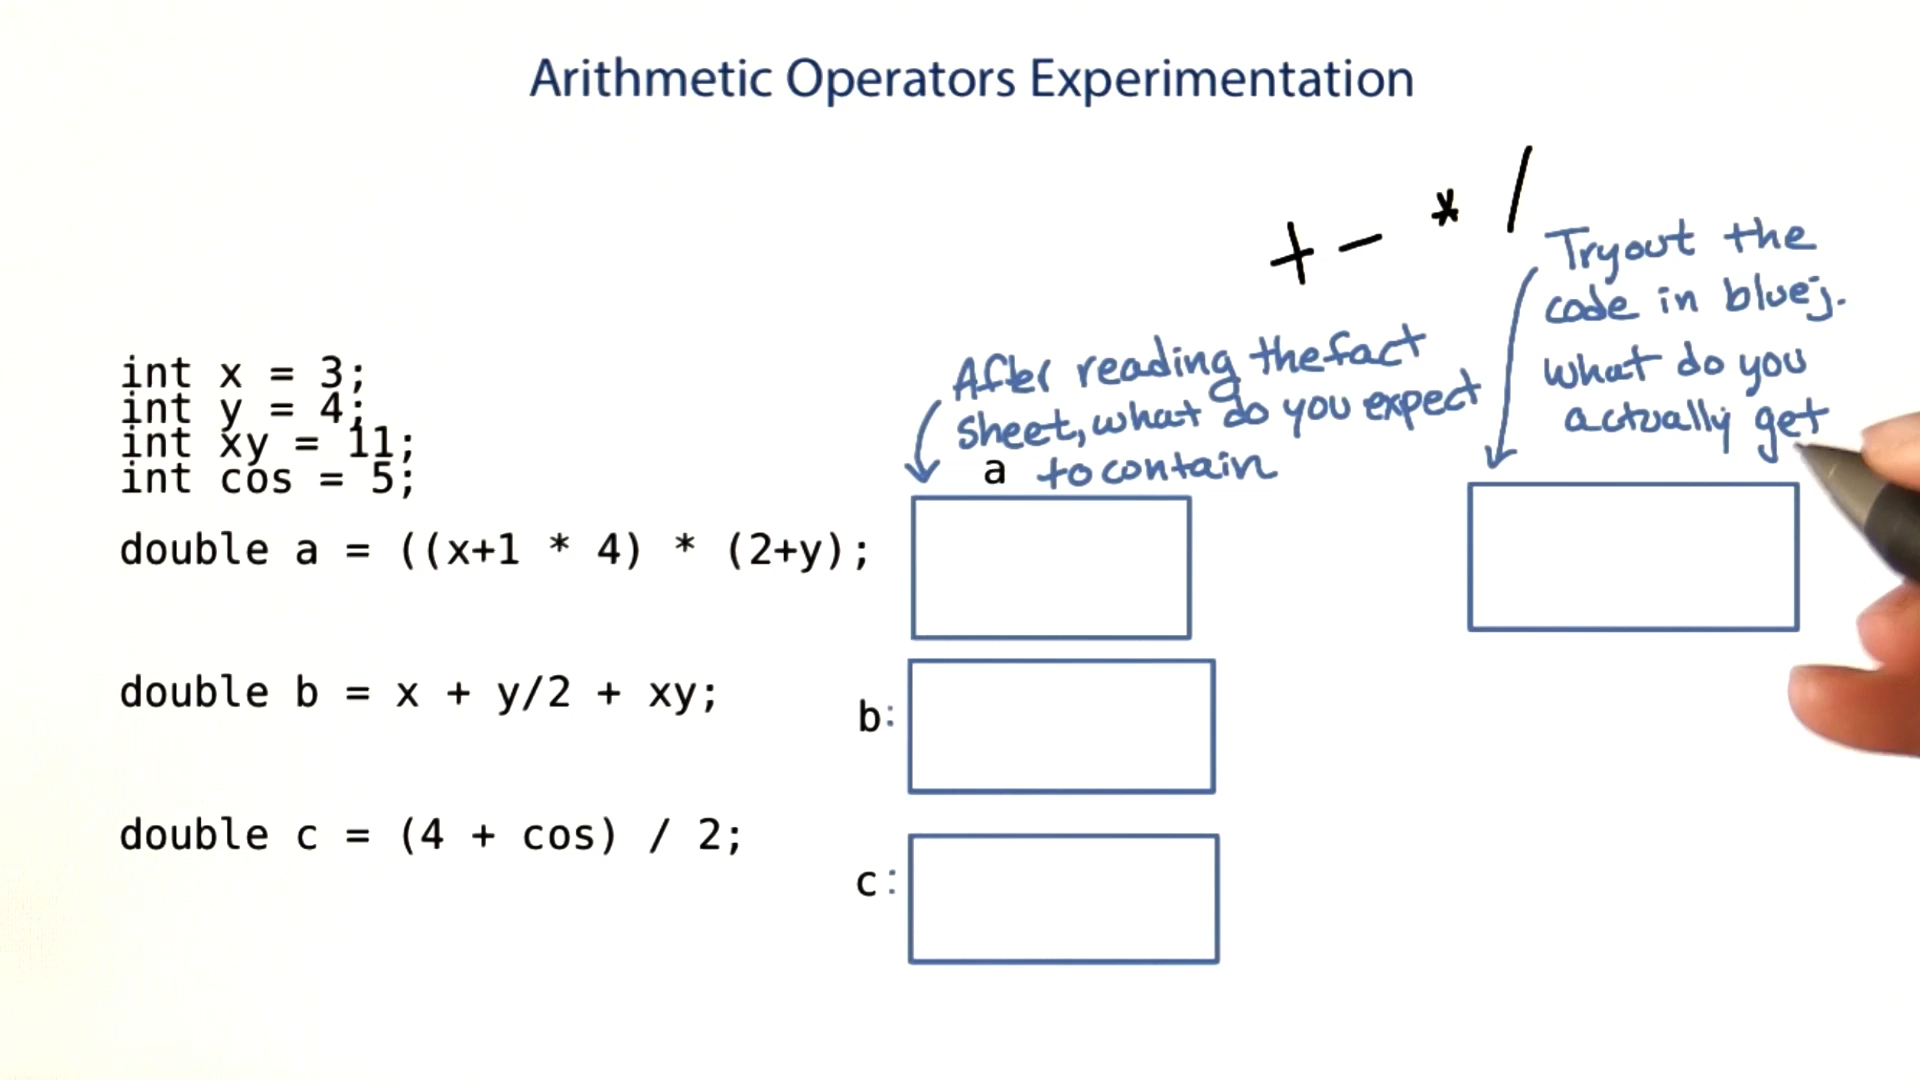 Arithmetic Operators Experimentation
+ - * /
Tryout the
code in bluej.
What do you
actually get
After reading the fact
sheet, what do you expect
a to contain
int x = 3;
int y = 4;
int xy = 11;
int cos = 5;
double a = ((x+1 * 4) * (2+y);
double b = x + y/2 + xy;
b:
double c = (4 + cos) / 2;
c: